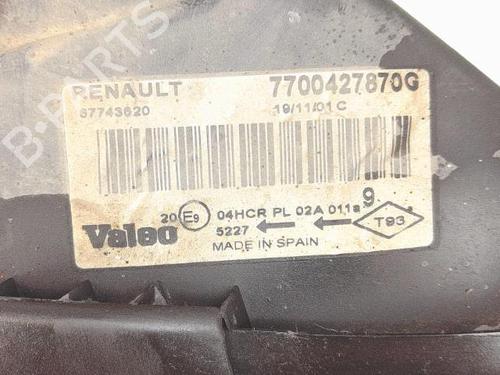 B-PARTS
RENAULT 7700427870G
87743620 19/11/01 C
9
20 E9 04HCR PL 02A 011a
Valeo 5227 T93
MADE IN SPAIN